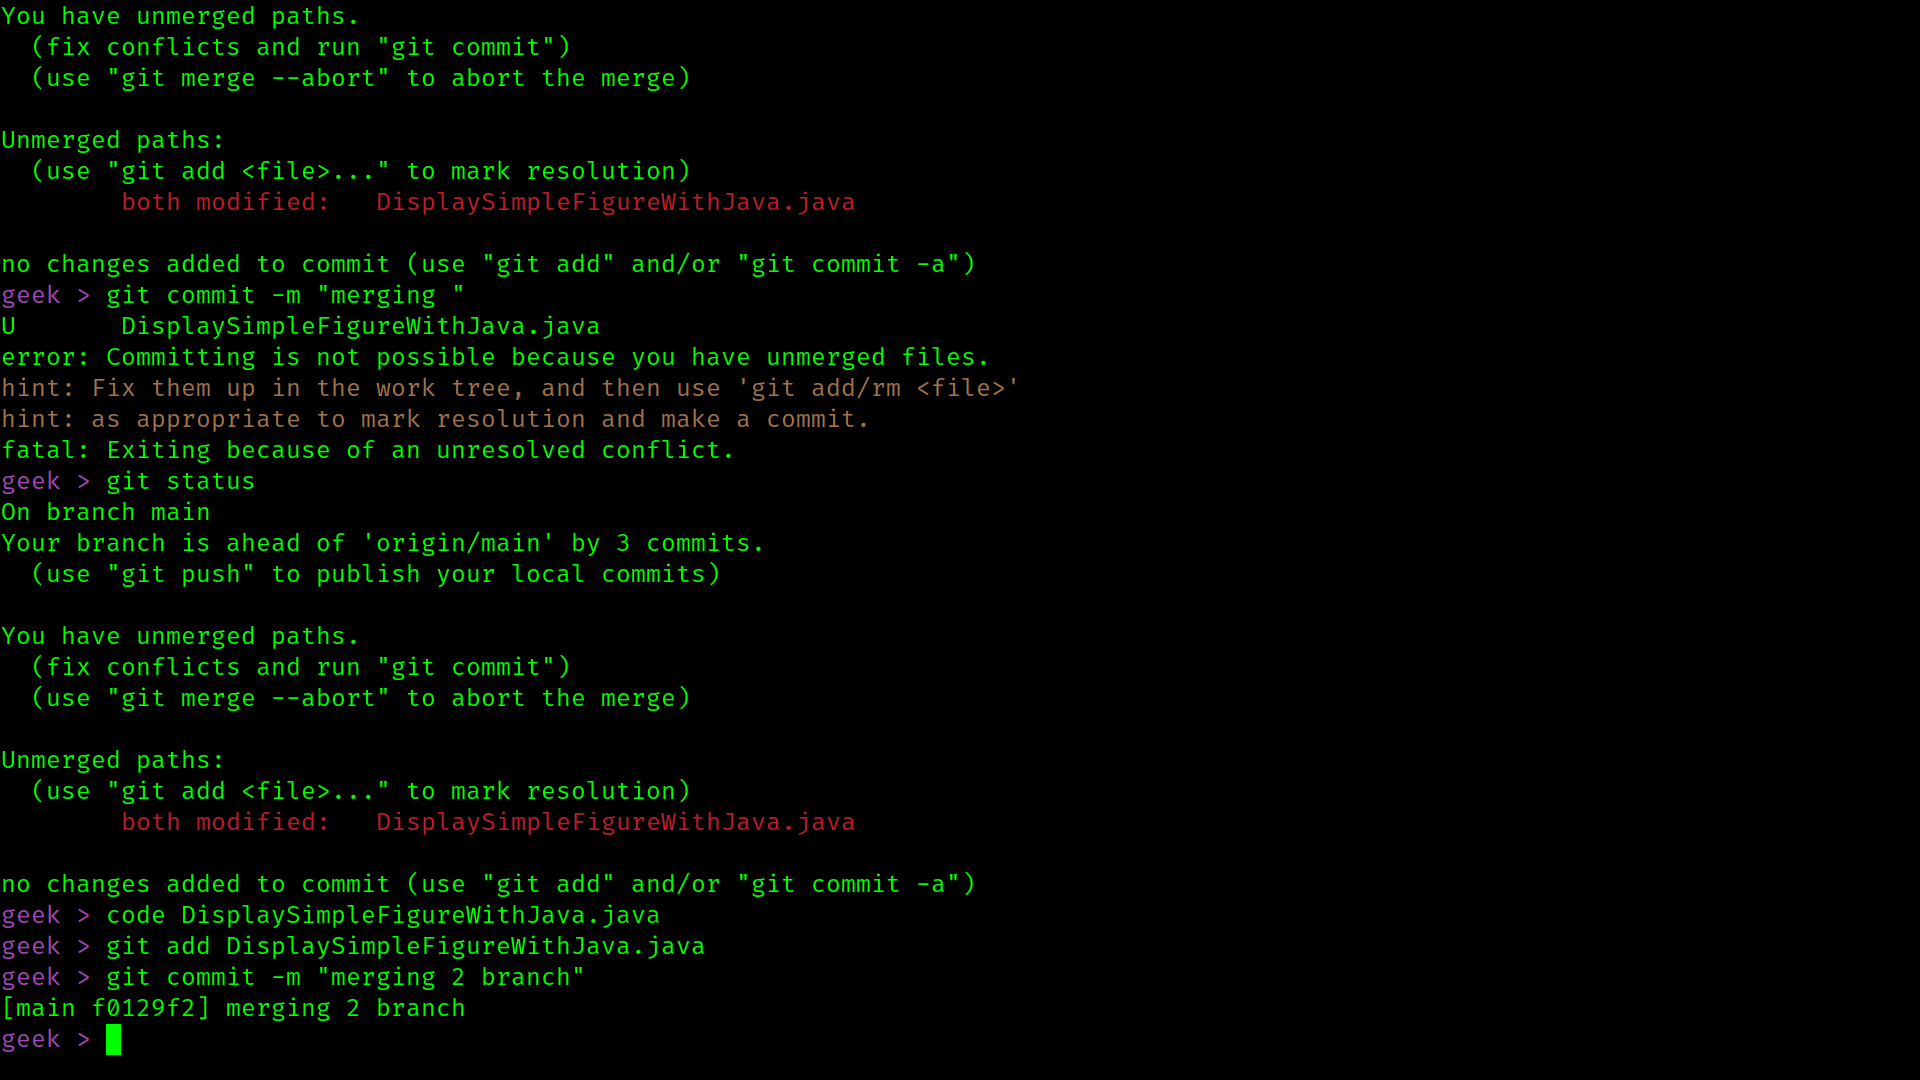 You have unmerged paths.
  (fix conflicts and run "git commit")
  (use "git merge --abort" to abort the merge)

Unmerged paths:
  (use "git add <file>..." to mark resolution)
        both modified:   DisplaySimpleFigureWithJava.java

no changes added to commit (use "git add" and/or "git commit -a")
geek > git commit -m "merging "
U       DisplaySimpleFigureWithJava.java
error: Committing is not possible because you have unmerged files.
hint: Fix them up in the work tree, and then use 'git add/rm <file>'
hint: as appropriate to mark resolution and make a commit.
fatal: Exiting because of an unresolved conflict.
geek > git status
On branch main
Your branch is ahead of 'origin/main' by 3 commits.
  (use "git push" to publish your local commits)

You have unmerged paths.
  (fix conflicts and run "git commit")
  (use "git merge --abort" to abort the merge)

Unmerged paths:
  (use "git add <file>..." to mark resolution)
        both modified:   DisplaySimpleFigureWithJava.java

no changes added to commit (use "git add" and/or "git commit -a")
geek > code DisplaySimpleFigureWithJava.java
geek > git add DisplaySimpleFigureWithJava.java
geek > git commit -m "merging 2 branch"
[main f0129f2] merging 2 branch
geek >